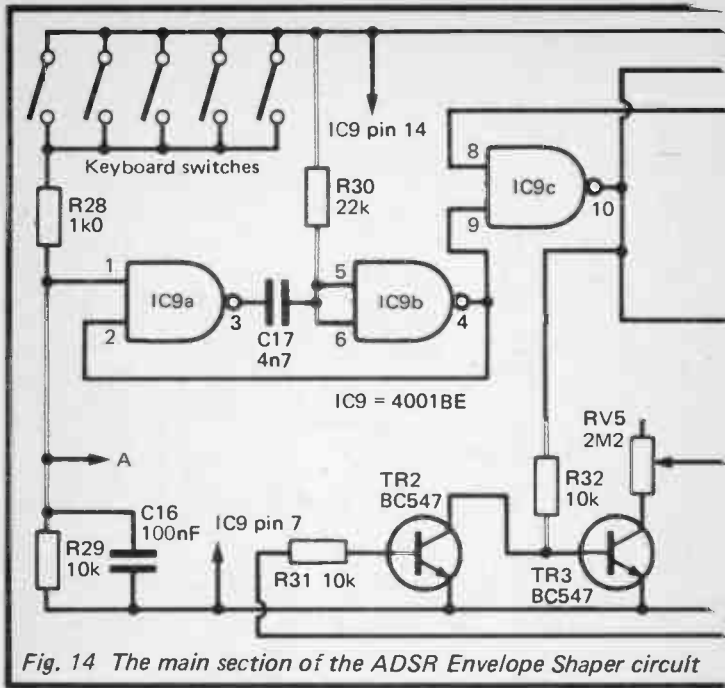 IC9 pin 14
Keyboard switches
R28
1k0
R30
22k
8
9
IC9c
10
1
2
IC9a
3
C17
4n7
5
6
IC9b
4
IC9 = 4001BE
A
R29
10k
C16
100nF
IC9 pin 7
R31 10k
TR2
BC547
R32
10k
RV5
2M2
TR3
BC547
Fig. 14 The main section of the ADSR Envelope Shaper circuit